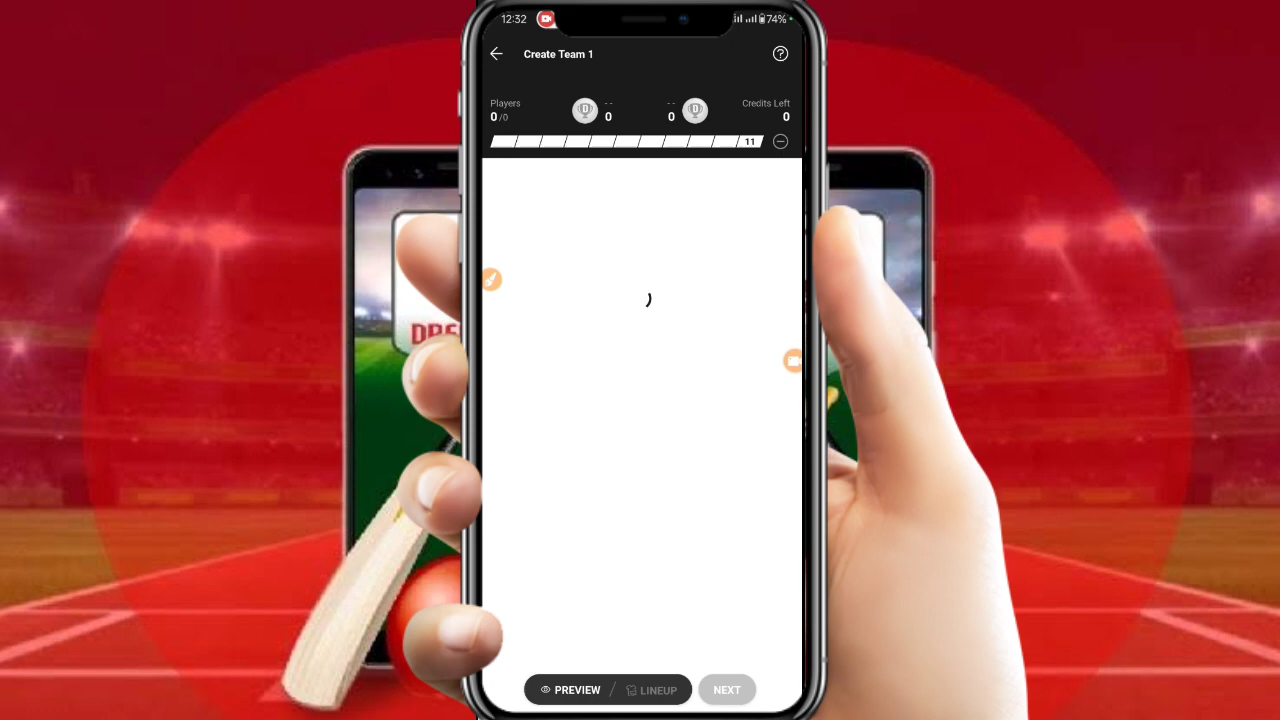 12:32
74%
Create Team 1
Players
Credits Left
0/0
0
0
0
11
PREVIEW / LINEUP
NEXT